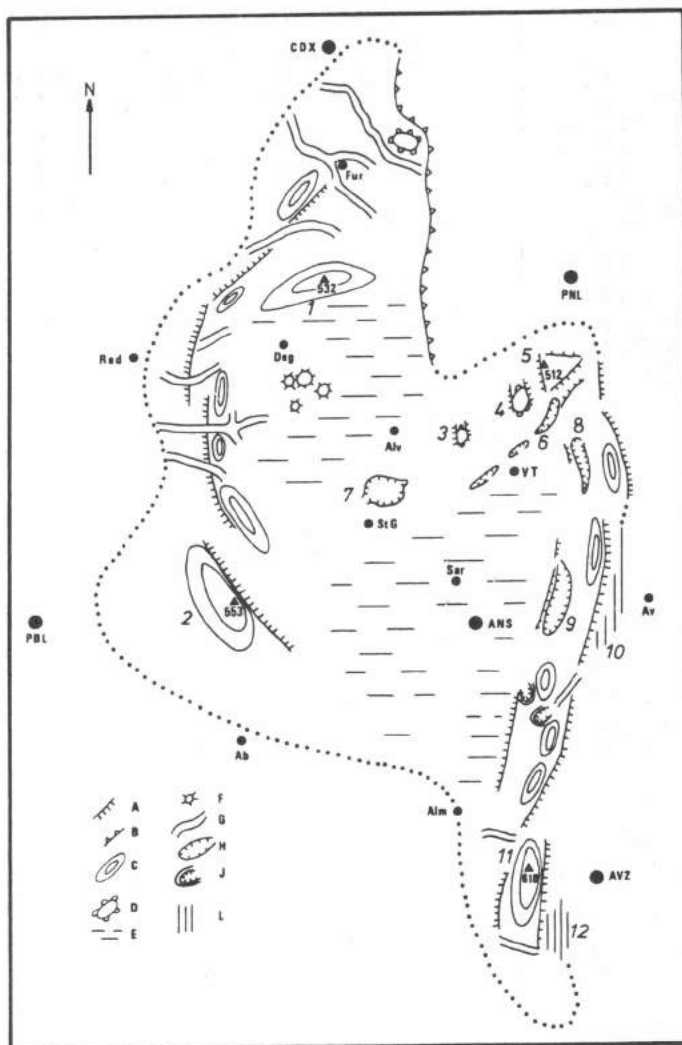 CDX
N
Fur
532
1
PNL
Red
Deg
5
512
4
3
6
8
Alv
VT
7
StG
Sar
2
553
ANS
9
Av
PBL
10
Ab
A
F
B
G
Alm
C
H
J
11
618
AVZ
D
L
12
E